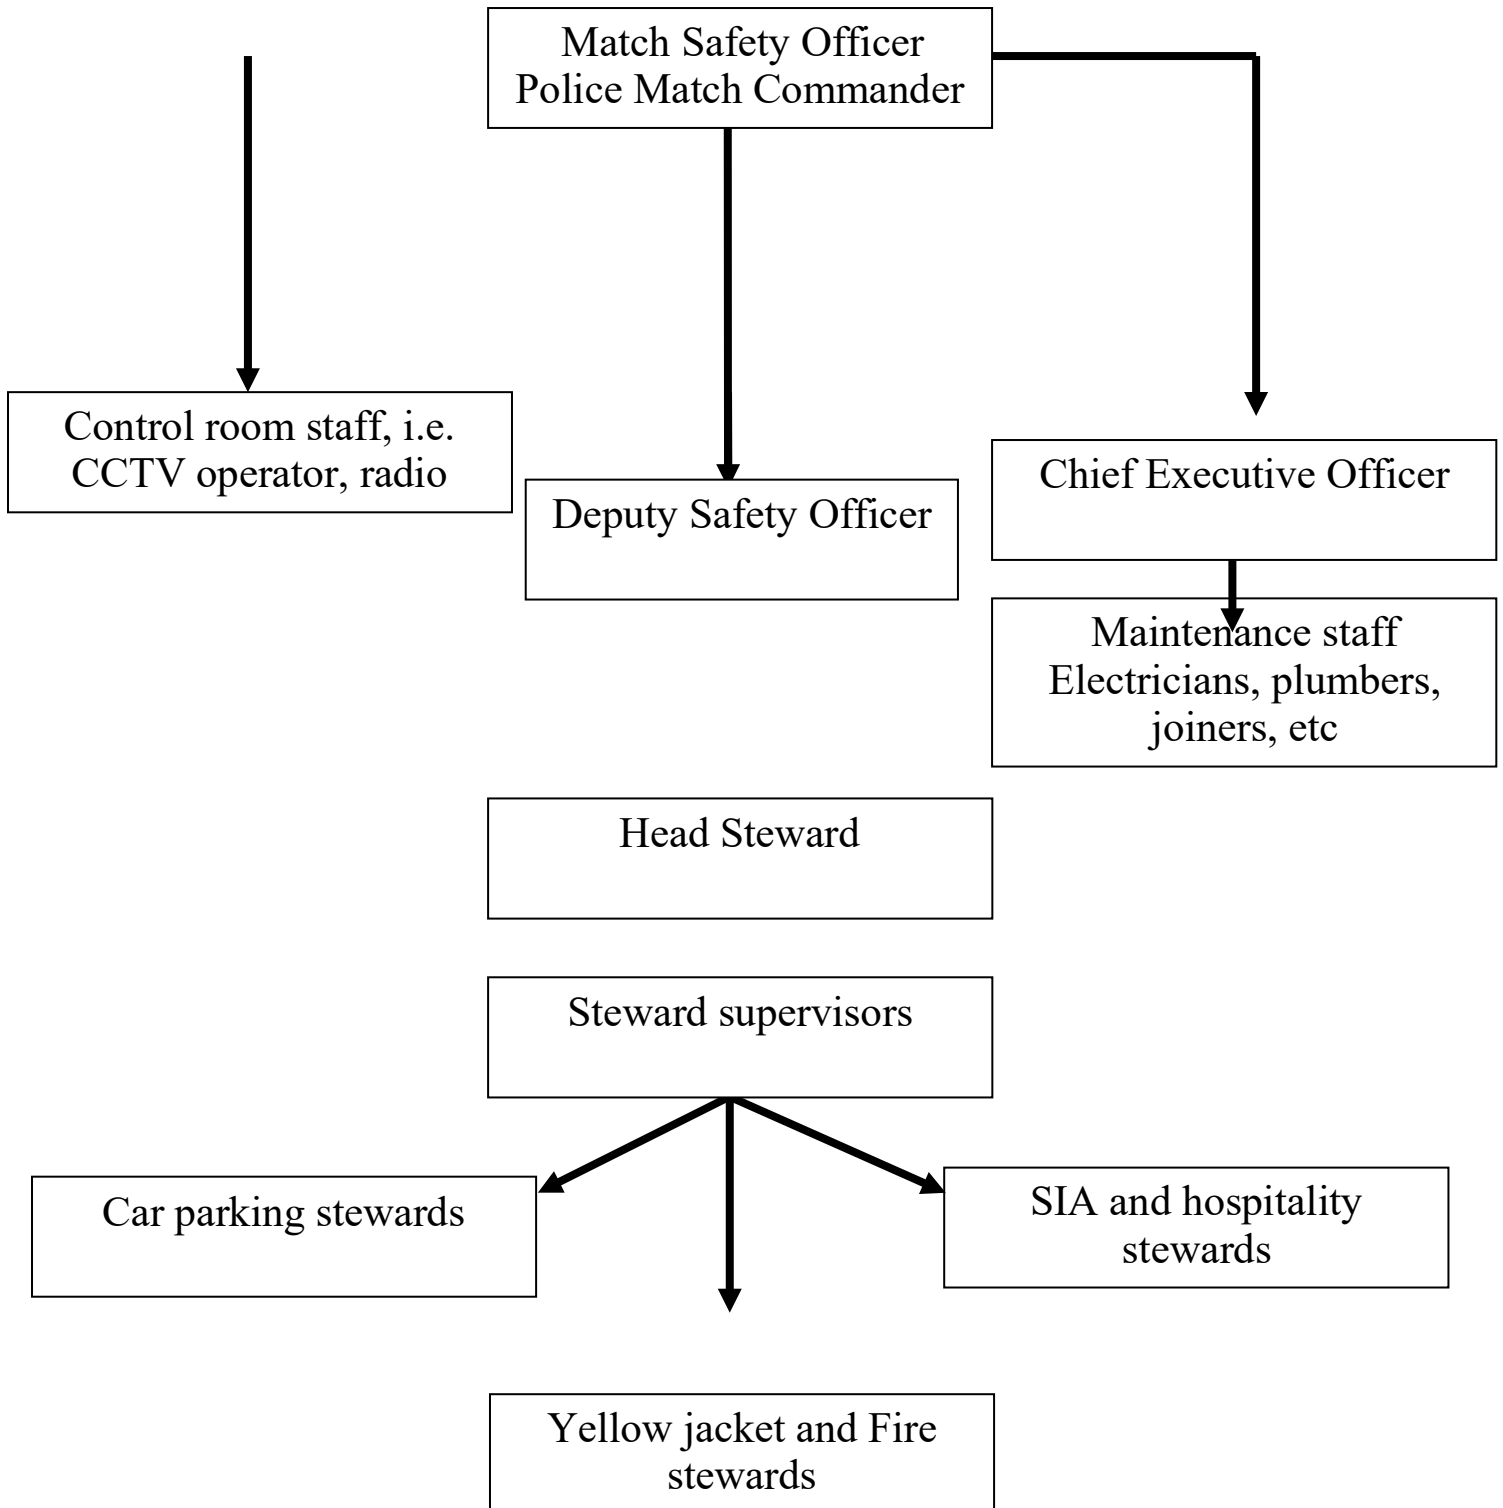 Match Safety Officer
Police Match Commander
Control room staff, i.e.
CCTV operator, radio
Chief Executive Officer
Deputy Safety Officer
Maintenance staff
Electricians, plumbers,
joiners, etc
Head Steward
Steward supervisors
Car parking stewards
SIA and hospitality
stewards
Yellow jacket and Fire
stewards